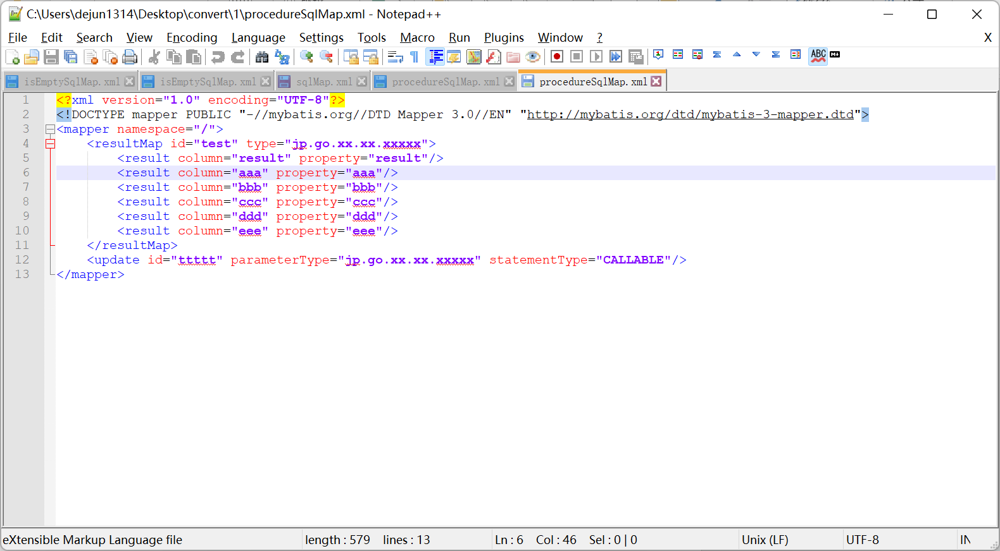 C:\Users\dejun1314\Desktop\convert\1\procedureSqlMap.xml - Notepad++
File Edit Search View Encoding Language Settings Tools Macro Run Plugins Window ? X
ABC
isEmptySqlMap.xml isEmptySqlMap.xml sqlMap.xml procedureSqlMap.xml procedureSqlMap.xml
1 <?xml version="1.0" encoding="UTF-8"?>
2 <!DOCTYPE mapper PUBLIC "-//mybatis.org//DTD Mapper 3.0//EN" "http://mybatis.org/dtd/mybatis-3-mapper.dtd">
3 <mapper namespace="/">
4 <resultMap id="test" type="jp.go.xx.xx.xxxxx">
5 <result column="result" property="result"/>
6 <result column="aaa" property="aaa"/>
7 <result column="bbb" property="bbb"/>
8 <result column="ccc" property="ccc"/>
9 <result column="ddd" property="ddd"/>
10 <result column="eee" property="eee"/>
11 </resultMap>
12 <update id="ttttt" parameterType="jp.go.xx.xx.xxxxx" statementType="CALLABLE"/>
13 </mapper>
eXtensible Markup Language file length : 579 lines : 13 Ln : 6 Col : 46 Sel : 0 | 0 Unix (LF) UTF-8